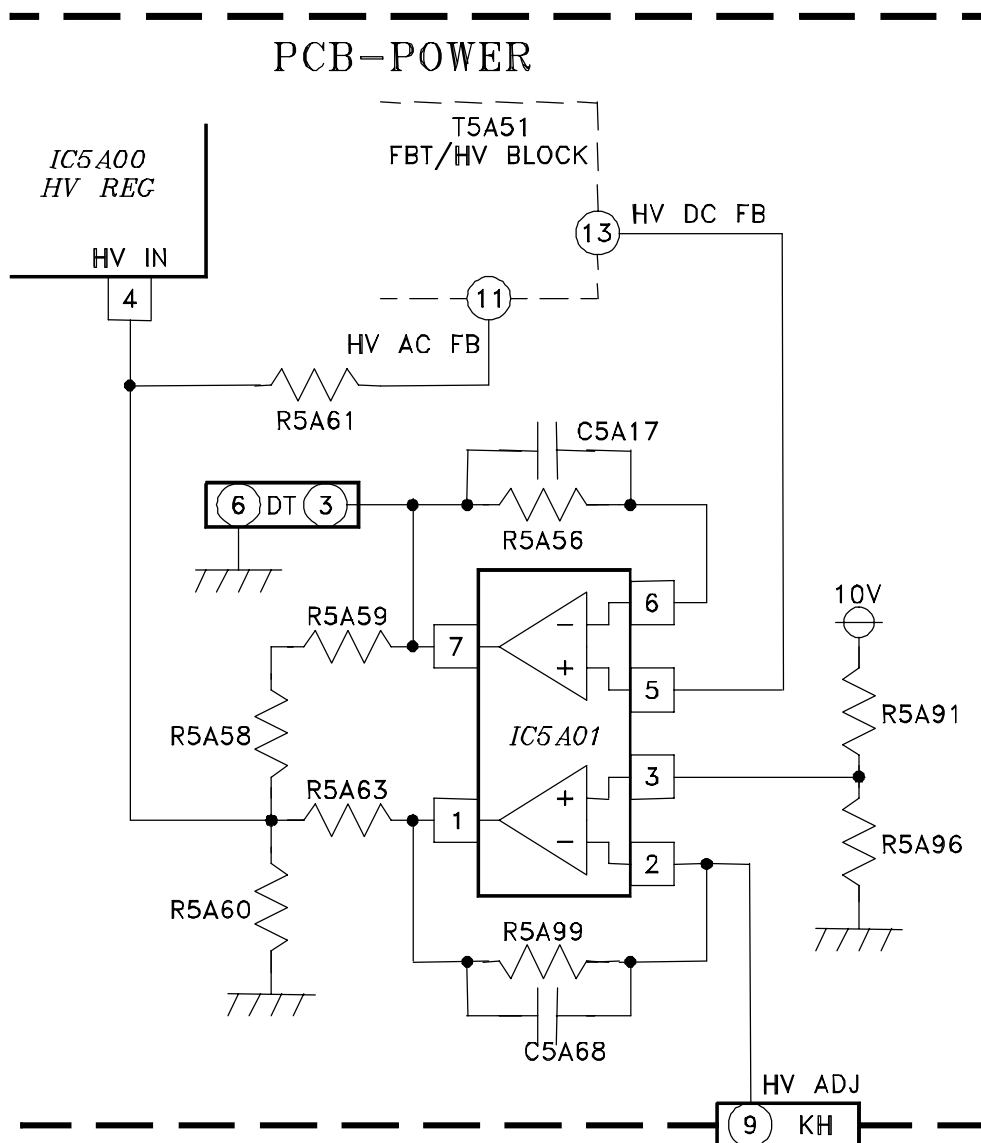 PCB-POWER
T5A51
FBT/HV BLOCK
IC5A00
HV REG
HV DC FB
13
HV IN
4
11
HV AC FB
R5A61
C5A17
6 DT 3
R5A56
R5A59
6
10V
7
5
R5A58
R5A91
IC5A01
R5A63
3
1
2
R5A96
R5A60
R5A99
C5A68
HV ADJ
9 KH
- +
+ -